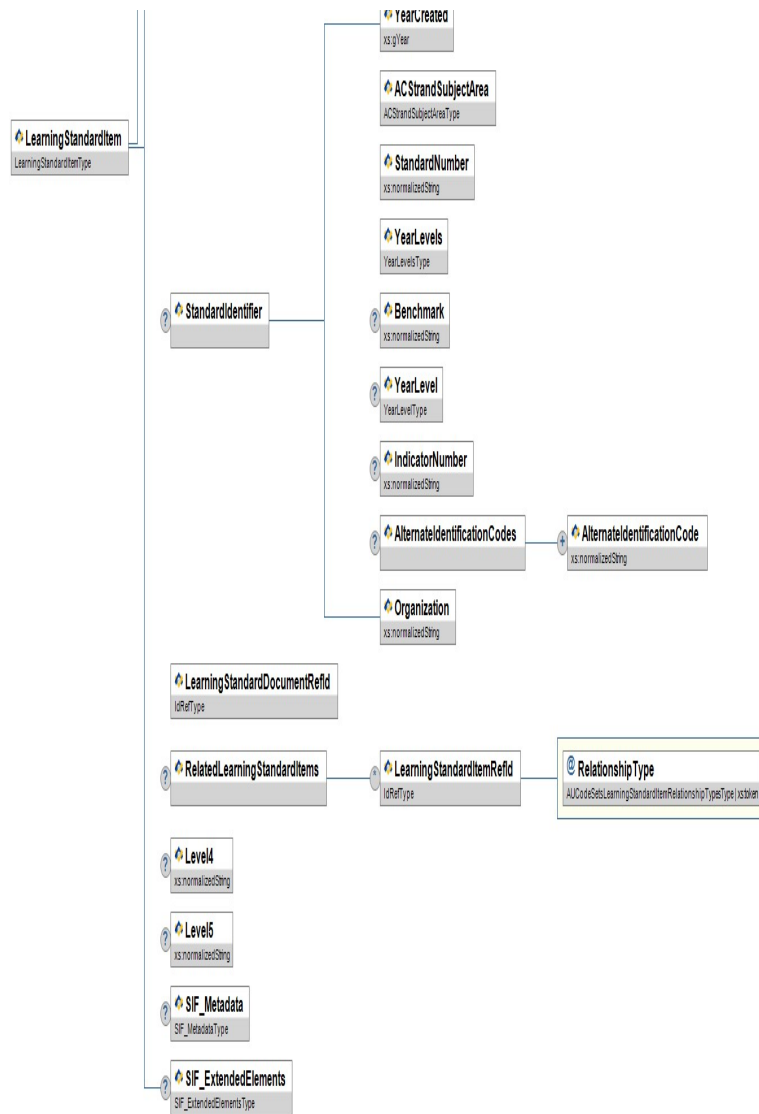 YearCreated
xs:gYear
ACStrandSubjectArea
ACStrandSubjectAreaType
LearningStandardItem
LearningStandardItemType
StandardNumber
xs:normalizedString
YearLevels
YearLevelsType
? StandardIdentifier
? Benchmark
xs:normalizedString
? YearLevel
YearLevelType
? IndicatorNumber
xs:normalizedString
? AlternateIdentificationCodes
+ AlternateIdentificationCode
xs:normalizedString
Organization
xs:normalizedString
LearningStandardDocumentRefId
IdRefType
? RelatedLearningStandardItems
* LearningStandardItemRefId
IdRefType
@ RelationshipType
AUCodeSetsLearningStandardItemRelationshipTypesType|xs:token
? Level4
xs:normalizedString
? Level5
xs:normalizedString
? SIF_Metadata
SIF_MetadataType
? SIF_ExtendedElements
SIF_ExtendedElementsType